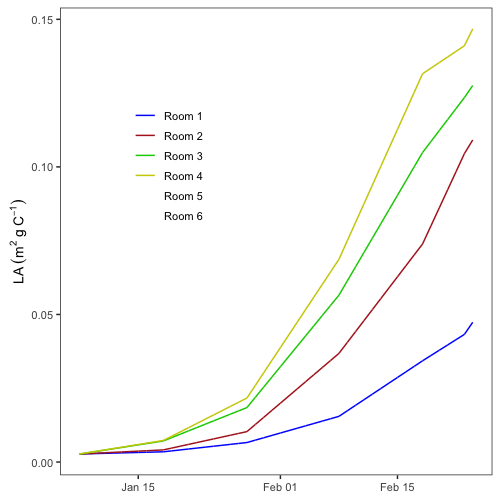 0.15
0.10
0.05
0.00
LA (m² g C⁻¹)
Room 1
Room 2
Room 3
Room 4
Room 5
Room 6
Jan 15
Feb 01
Feb 15